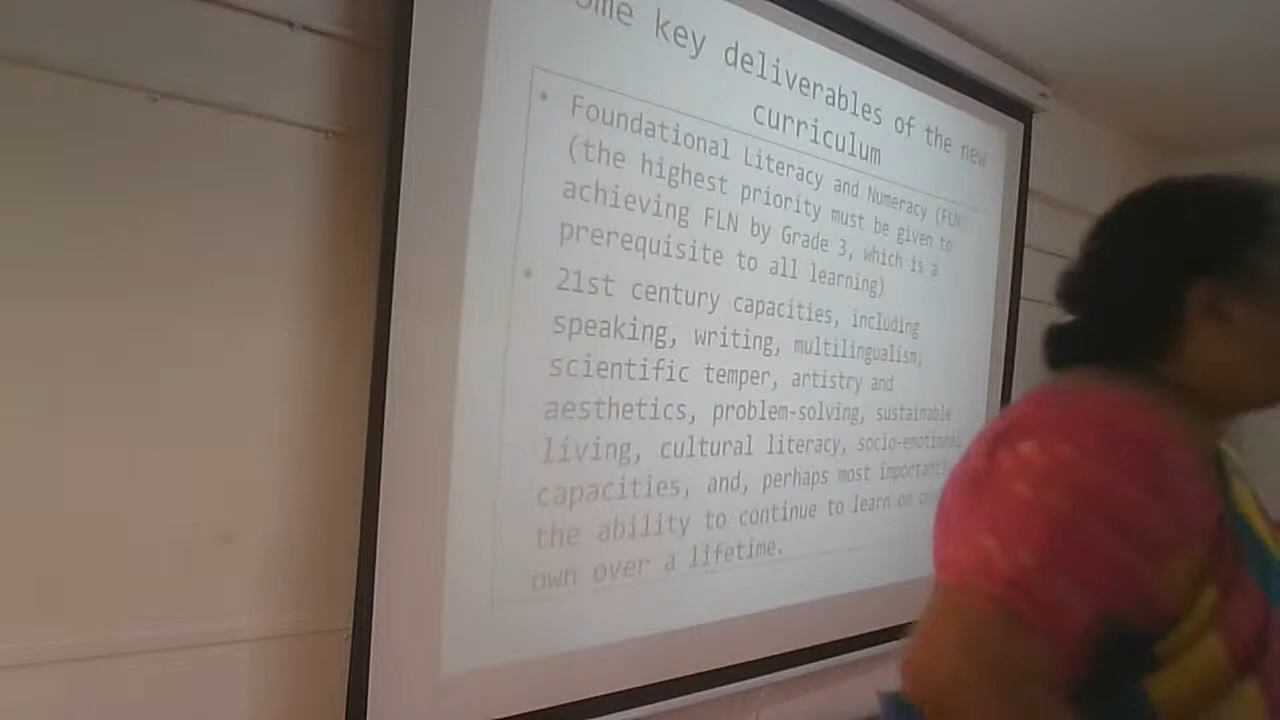 key deliverables of the new
curriculum
• Foundational Literacy and Numeracy (FLN
(the highest priority must be given to
achieving FLN by Grade 3, which is a
prerequisite to all learning)
• 21st century capacities, including
speaking, writing, multilingualism,
scientific temper, artistry and
aesthetics, problem-solving, sustainable
living, cultural literacy, socio-emotional
capacities, and, perhaps most
the ability to continue to learn on
own over a lifetime.